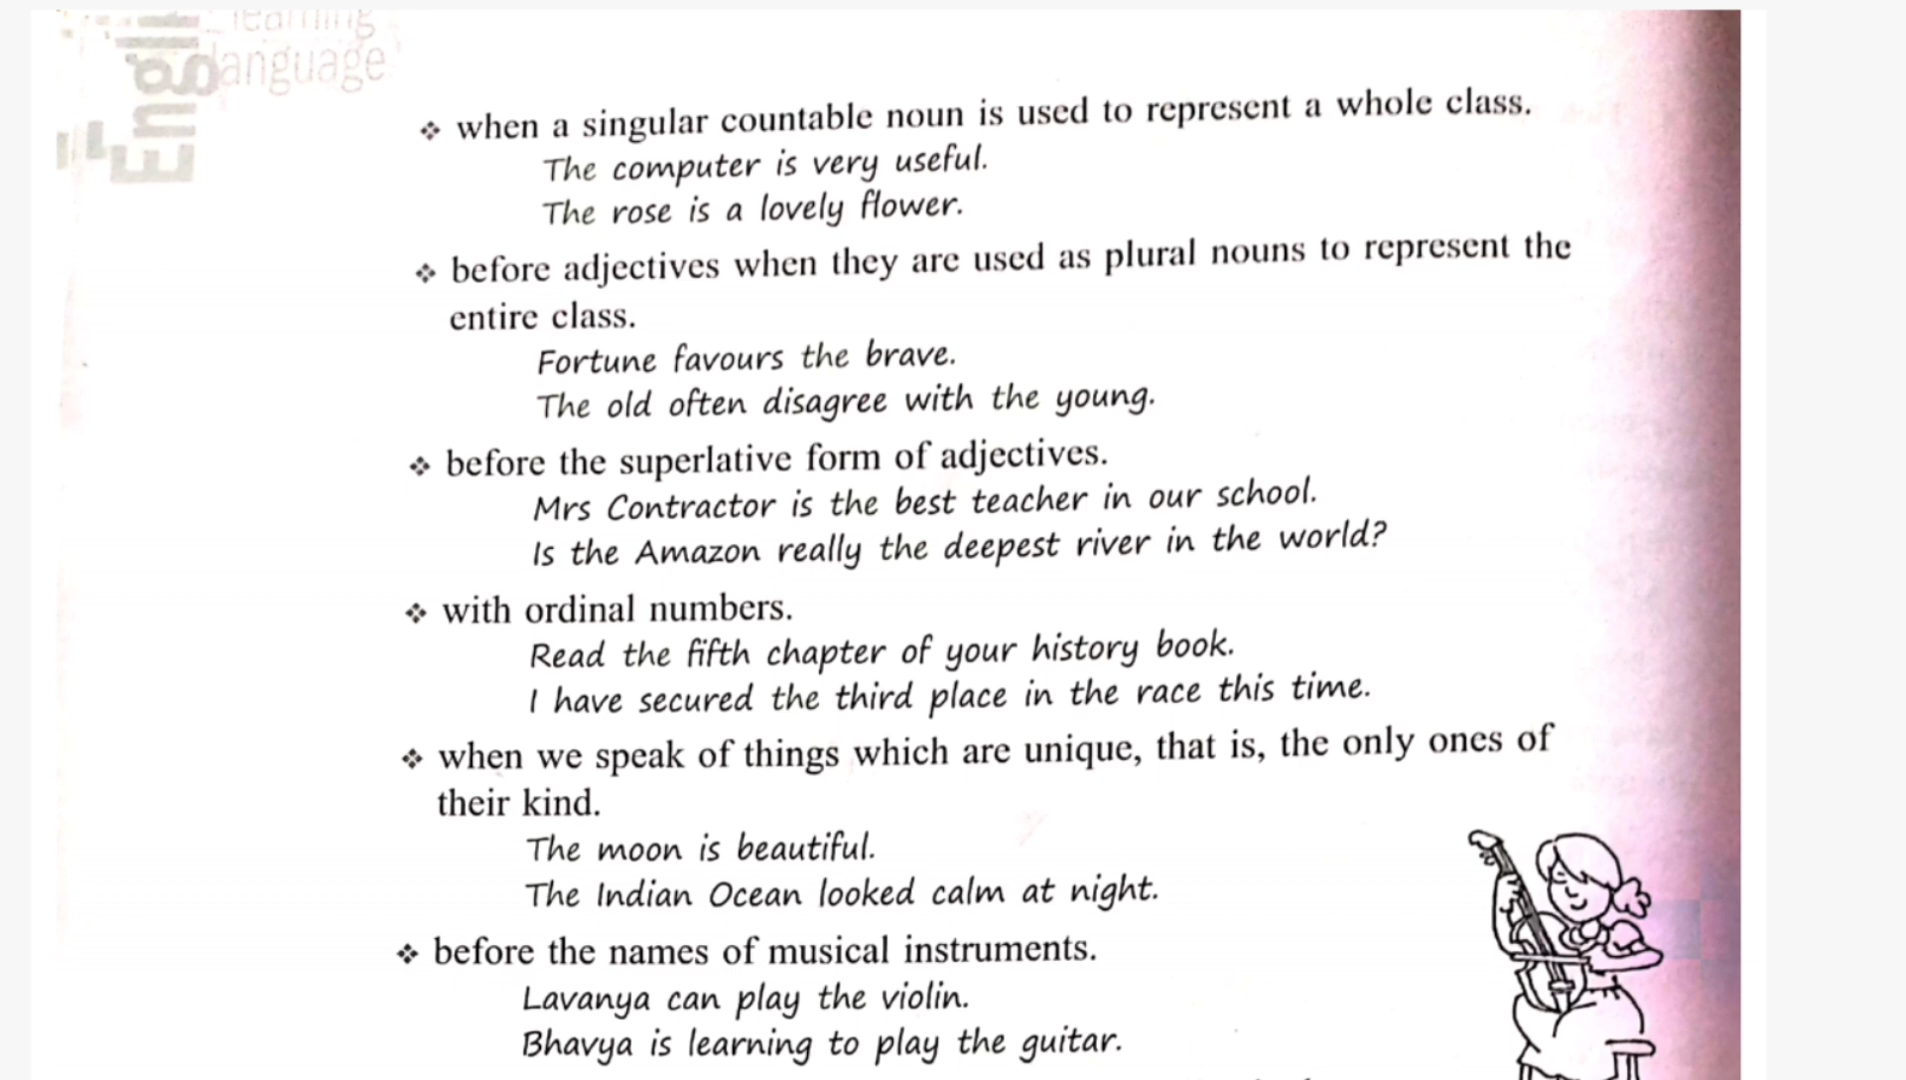 learning
language
Engli
❖ when a singular countable noun is used to represent a whole class.
The computer is very useful.
The rose is a lovely flower.
❖ before adjectives when they are used as plural nouns to represent the
entire class.
Fortune favours the brave.
The old often disagree with the young.
❖ before the superlative form of adjectives.
Mrs Contractor is the best teacher in our school.
Is the Amazon really the deepest river in the world?
❖ with ordinal numbers.
Read the fifth chapter of your history book.
I have secured the third place in the race this time.
❖ when we speak of things which are unique, that is, the only ones of
their kind.
The moon is beautiful.
The Indian Ocean looked calm at night.
❖ before the names of musical instruments.
Lavanya can play the violin.
Bhavya is learning to play the guitar.